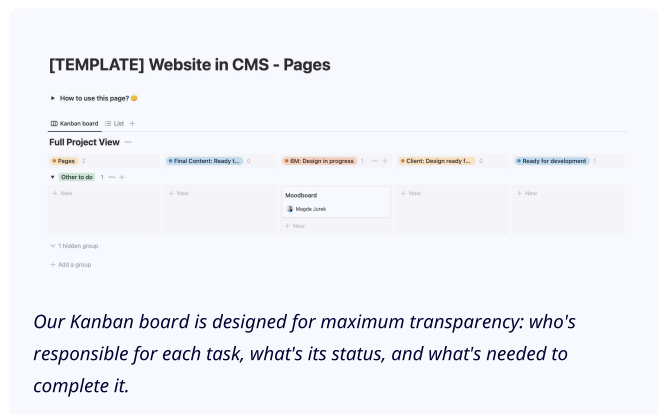 [TEMPLATE] Website in CMS - Pages
How to use this page?
Kanban board List
Full Project View
Pages 2 Final Content: Ready t... 0 6M: Design in progress 1 Client: Design ready f... 0 Ready for development 1
Other to do 1
+ New + New Moodboard + New + New
Magda Jurek
+ New
1 hidden group
+ Add a group
Our Kanban board is designed for maximum transparency: who's
responsible for each task, what's its status, and what's needed to
complete it.